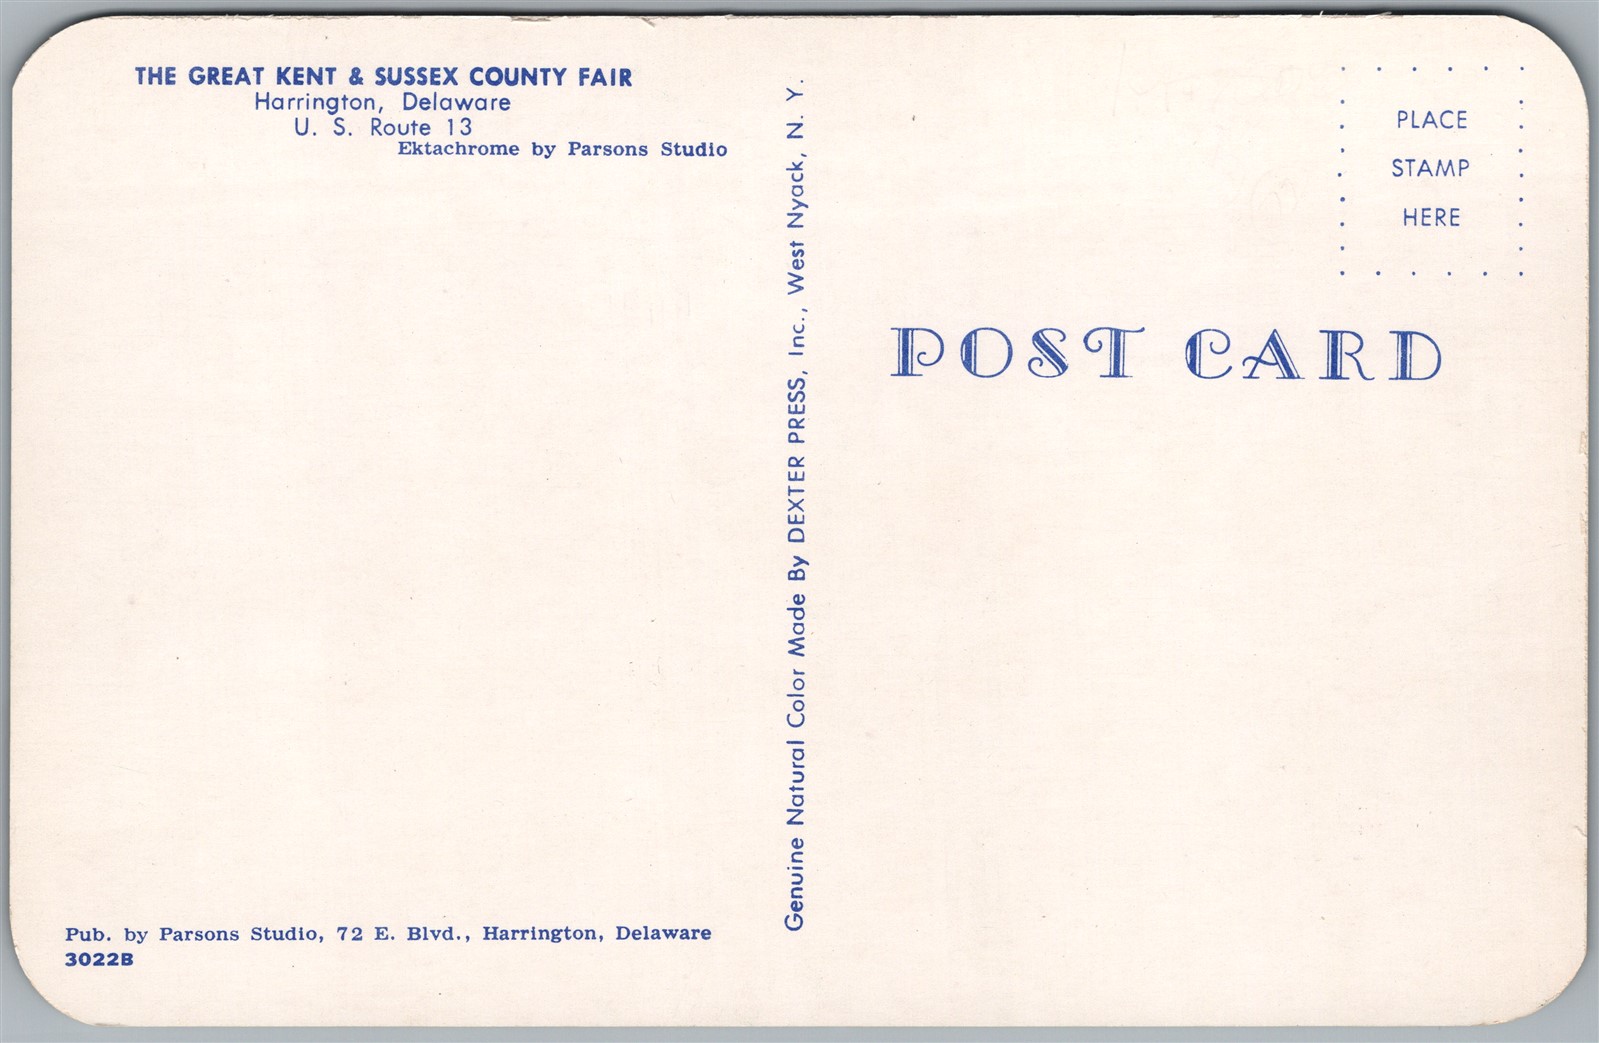 THE GREAT KENT & SUSSEX COUNTY FAIR
Harrington, Delaware
U. S. Route 13
Ektachrome by Parsons Studio
Pub. by Parsons Studio, 72 E. Blvd., Harrington, Delaware
3022B
Genuine Natural Color Made By DEXTER PRESS, Inc., West Nyack, N. Y.
PLACE
STAMP
HERE
POST CARD